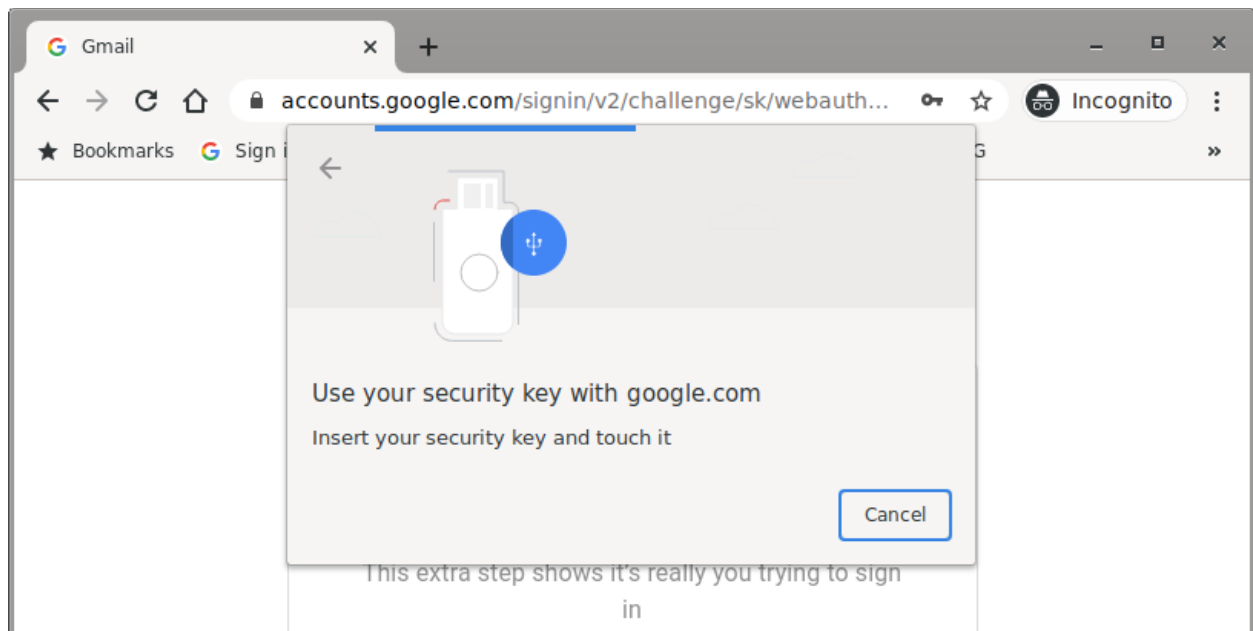 Gmail
accounts.google.com/signin/v2/challenge/sk/webauth...
Incognito
Bookmarks
Sign i
G
Use your security key with google.com
Insert your security key and touch it
Cancel
This extra step shows it's really you trying to sign
in